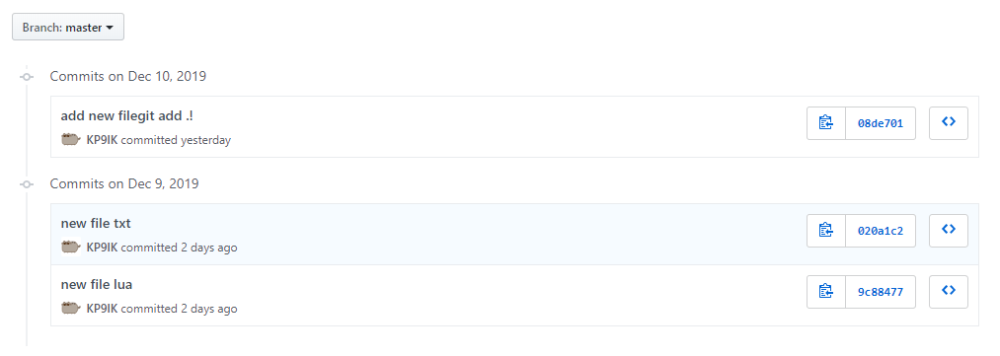 Branch: master
Commits on Dec 10, 2019
add new filegit add .!
KP9IK committed yesterday
08de701
Commits on Dec 9, 2019
new file txt
KP9IK committed 2 days ago
020a1c2
new file lua
KP9IK committed 2 days ago
9c88477